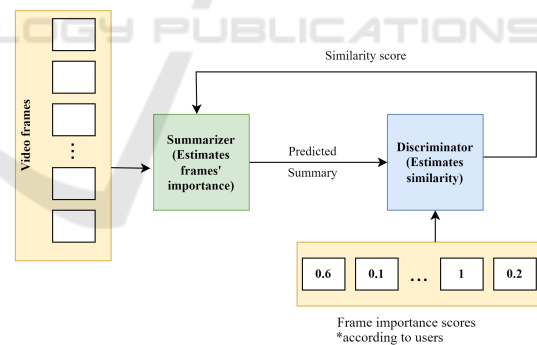 LOGY PUBLICATIONS
Similarity score
Video frames
...
Summarizer
(Estimates
frames'
importance)
Predicted
Summary
Discriminator
(Estimates
similarity)
0.6 0.1 ... 1 0.2
Frame importance scores
*according to users